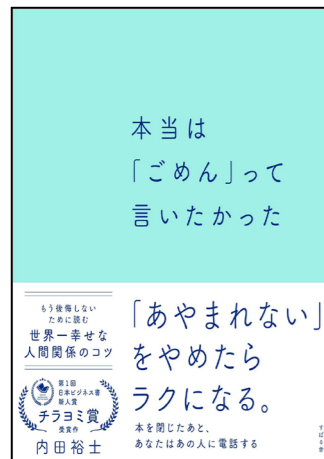 本当は
「ごめん」って
言いたかった
もう後悔しない
ために読む
世界一幸せな
人間関係のコツ
第1回
日本ビジネス書
新人賞
チラヨミ賞
受賞作
内田裕士
「あやまれない」
をやめたら
ラクになる。
本を閉じたあと、
あなたはあの人に電話する
すばる舎